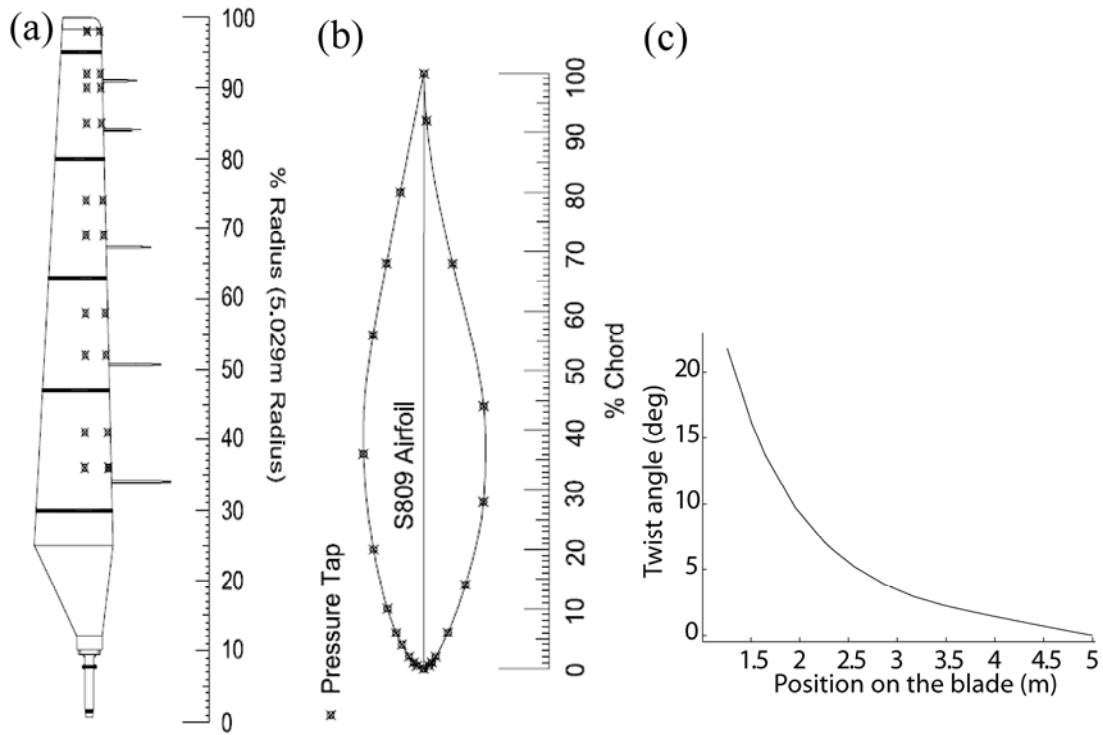 (a)
100
90
80
70
60
50
40
30
20
10
0
% Radius (5.029m Radius)
(b)
Pressure Tap
S809 Airfoil
100
90
80
70
60
50
40
30
20
10
0
% Chord
(c)
Twist angle (deg)
20
15
10
5
0
1.5 2 2.5 3 3.5 4 4.5 5
Position on the blade (m)